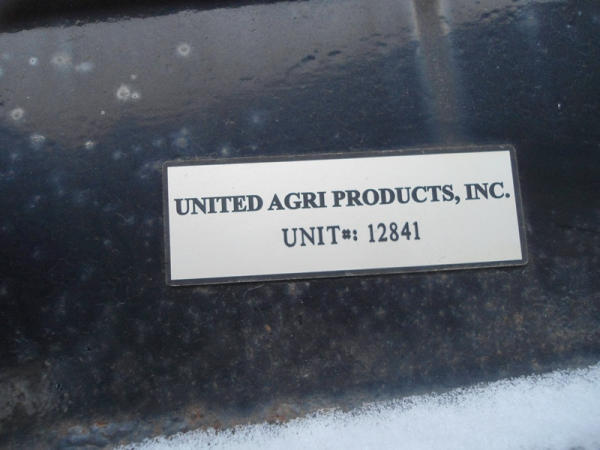 UNITED AGRI PRODUCTS, INC.
UNIT#: 12841